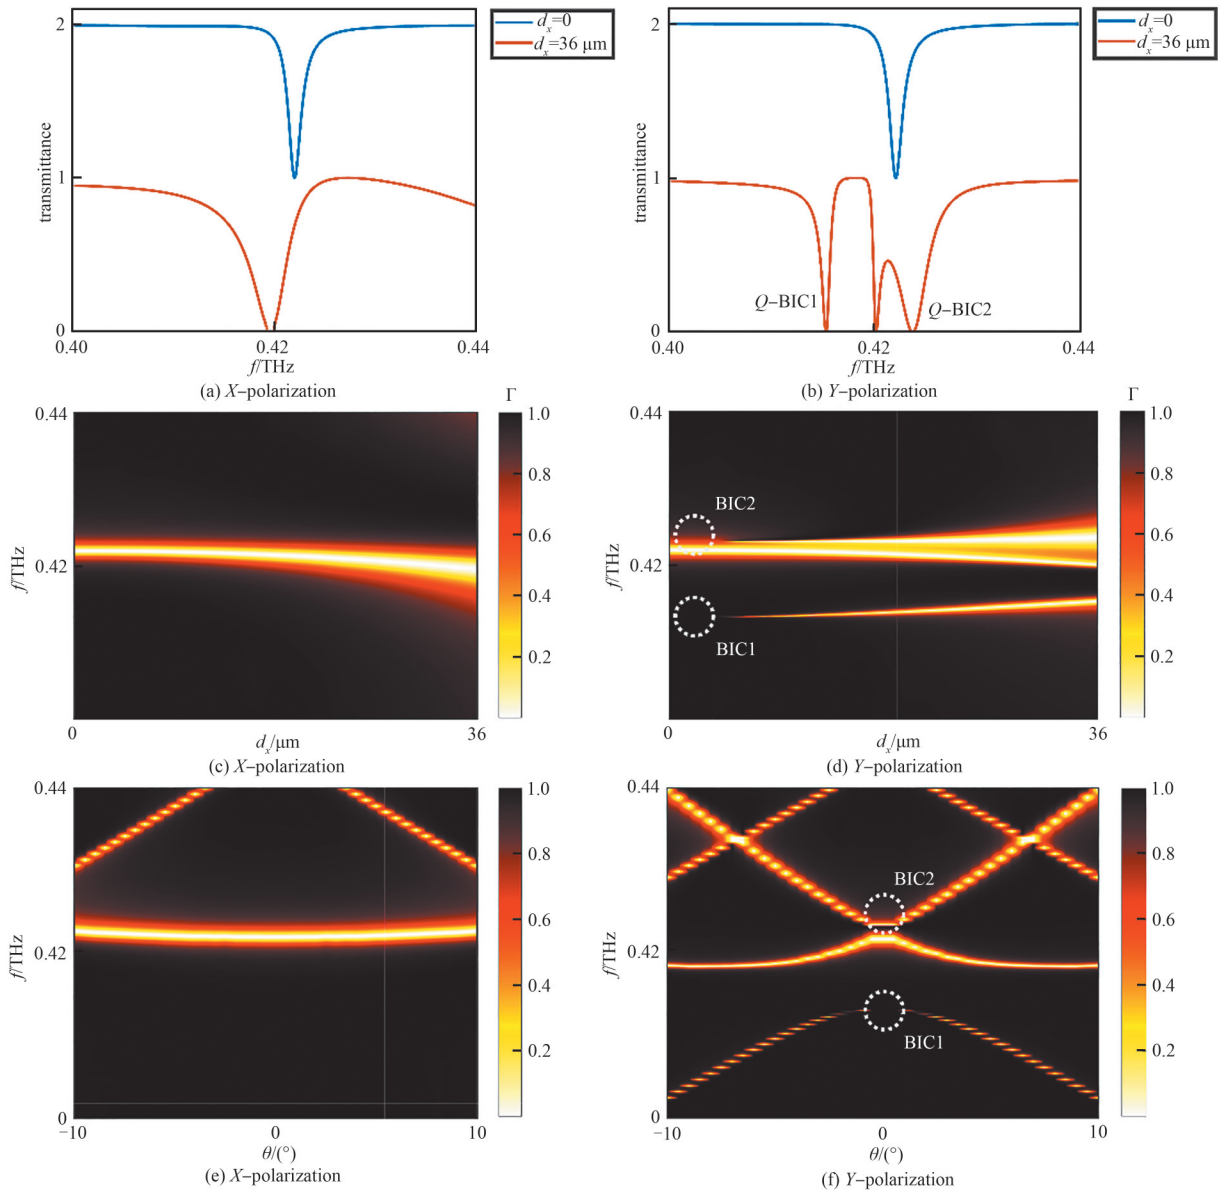 2
1
0
transmittance
0.40
0.42
0.44
f/THz
d_x=0
d_x=36 μm
(a) X–polarization
2
1
0
transmittance
0.40
0.42
0.44
f/THz
d_x=0
d_x=36 μm
Q–BIC1
Q–BIC2
(b) Y–polarization
0.44
0.42
f/THz
0
36
d_x/μm
Γ
1.0
0.8
0.6
0.4
0.2
(c) X–polarization
0.44
0.42
f/THz
BIC2
BIC1
0
36
d_x/μm
Γ
1.0
0.8
0.6
0.4
0.2
(d) Y–polarization
0.44
0.42
0
f/THz
−10
0
10
θ/(°)
1.0
0.8
0.6
0.4
0.2
(e) X–polarization
0.44
0.42
0
f/THz
BIC2
BIC1
−10
0
10
θ/(°)
1.0
0.8
0.6
0.4
0.2
(f) Y–polarization